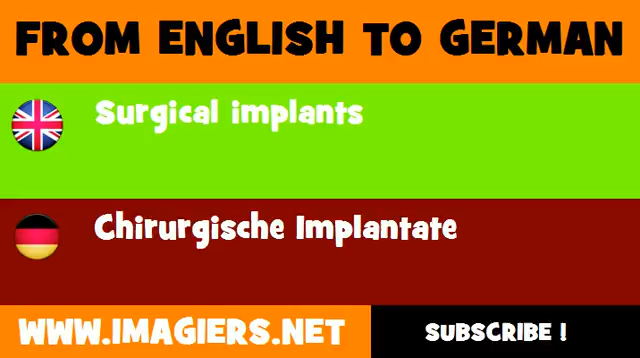 FROM ENGLISH TO GERMAN
Surgical implants
Chirurgische Implantate
WWW.IMAGIERS.NET
SUBSCRIBE !